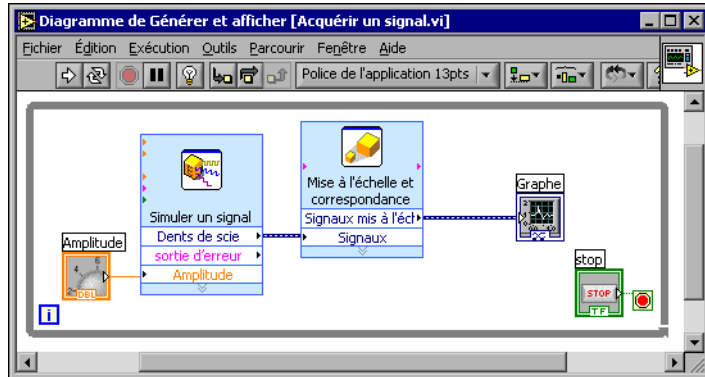 Diagramme de Générer et afficher [Acquérir un signal.vi]
Fichier Édition Exécution Outils Parcourir Fenêtre Aide
Police de l'application 13pts
Simuler un signal
Dents de scie
sortie d'erreur
Amplitude
Mise à l'échelle et
correspondance
Signaux mis à l'écl
Signaux
Graphe
Amplitude
DBL
stop
STOP
TF
i